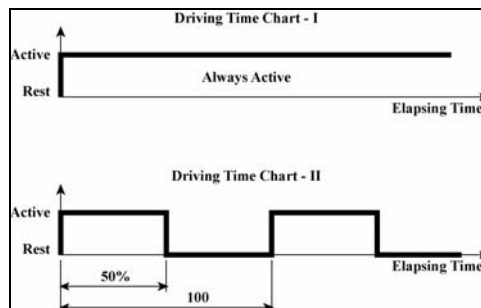 Driving Time Chart - I
Active
Always Active
Rest
Elapsing Time
Driving Time Chart - II
Active
Rest
Elapsing Time
50%
100